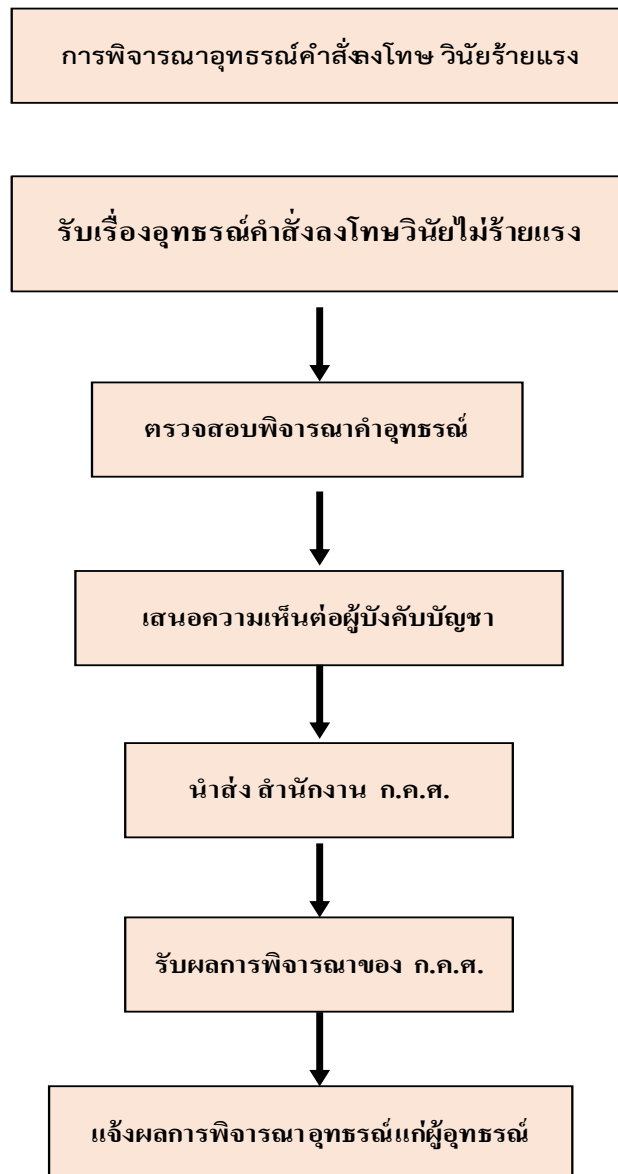 การพิจารณาอุทธรณ์คำสั่งลงโทษ วินัยร้ายแรง
รับเรื่องอุทธรณ์คำสั่งลงโทษวินัยไม่ร้ายแรง
ตรวจสอบพิจารณาคำอุทธรณ์
เสนอความเห็นต่อผู้บังคับบัญชา
นำส่ง สำนักงาน ก.ค.ศ.
รับผลการพิจารณาของ ก.ค.ศ.
แจ้งผลการพิจารณาอุทธรณ์แก่ผู้อุทธรณ์